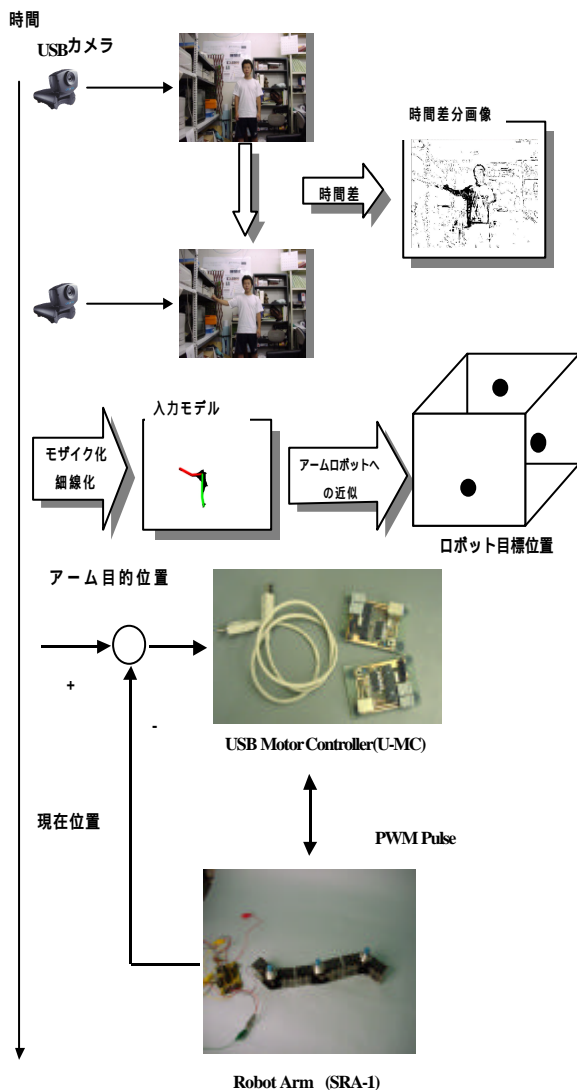 時間
USBカメラ
時間差分画像
時間差
入力モデル
モザイク化
細線化
アームロボットへ
の近似
ロボット目標位置
アーム目的位置
+
-
USB Motor Controller(U-MC)
現在位置
PWM Pulse
Robot Arm (SRA-1)